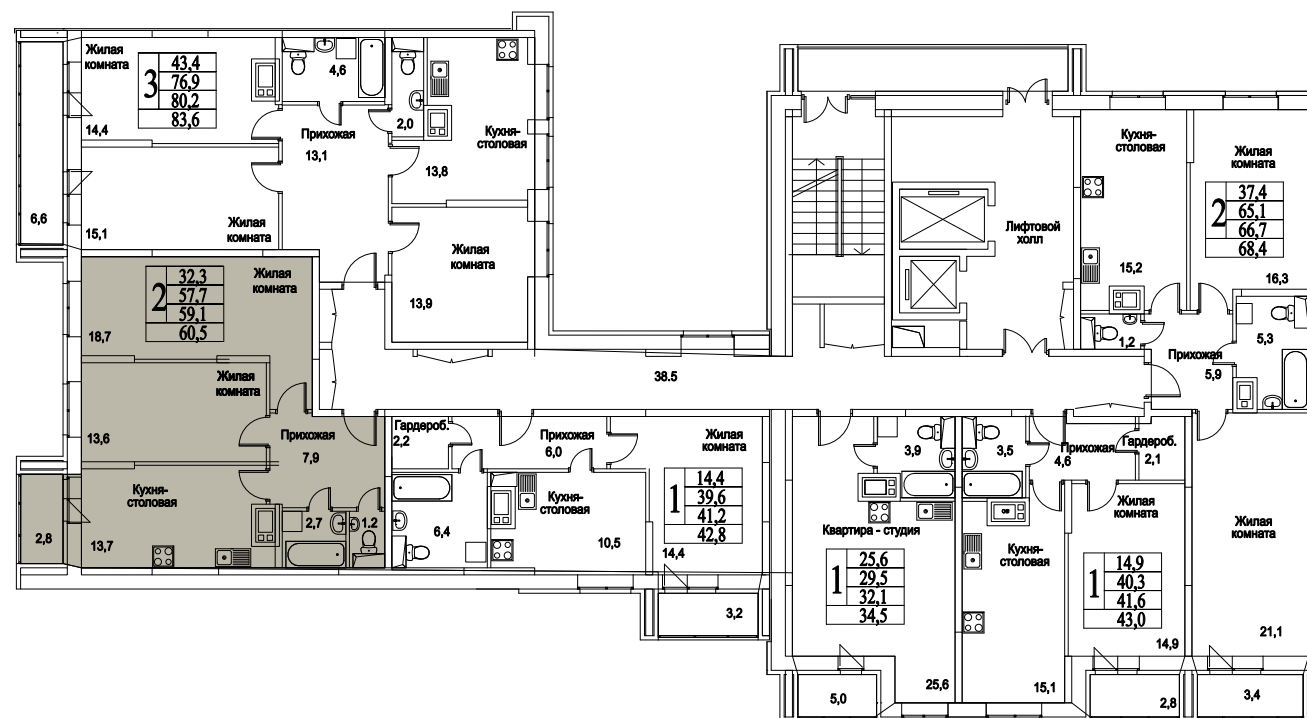 Жилая
комната
3
43,4
76,9
80,2
83,6
14,4
4,6
2,0
Прихожая
13,1
Кухня-
столовая
13,8
6,6
15,1
Жилая
комната
Жилая
комната
13,9
2
32,3
57,7
59,1
60,5
Жилая
комната
18,7
Жилая
комната
13,6
Прихожая
7,9
Кухня-
столовая
2,8
13,7
2,7
1.2
38.5
Лифтовой
холл
Кухня-
столовая
15,2
Жилая
комната
2
37,4
65,1
66,7
68,4
16,3
1,2
5,3
Прихожая
5,9
Гардероб.
2,2
Прихожая
6,0
Жилая
комната
1
14,4
39,6
41,2
42,8
6,4
Кухня-
столовая
10,5
14,4
3,2
3,9
Квартира - студия
1
25,6
29,5
32,1
34,5
5,0
25,6
3,5
Прихожая
4,6
Гардероб.
2,1
Кухня-
столовая
15,1
Жилая
комната
1
14,9
40,3
41,6
43,0
14,9
2,8
Жилая
комната
21,1
3,4